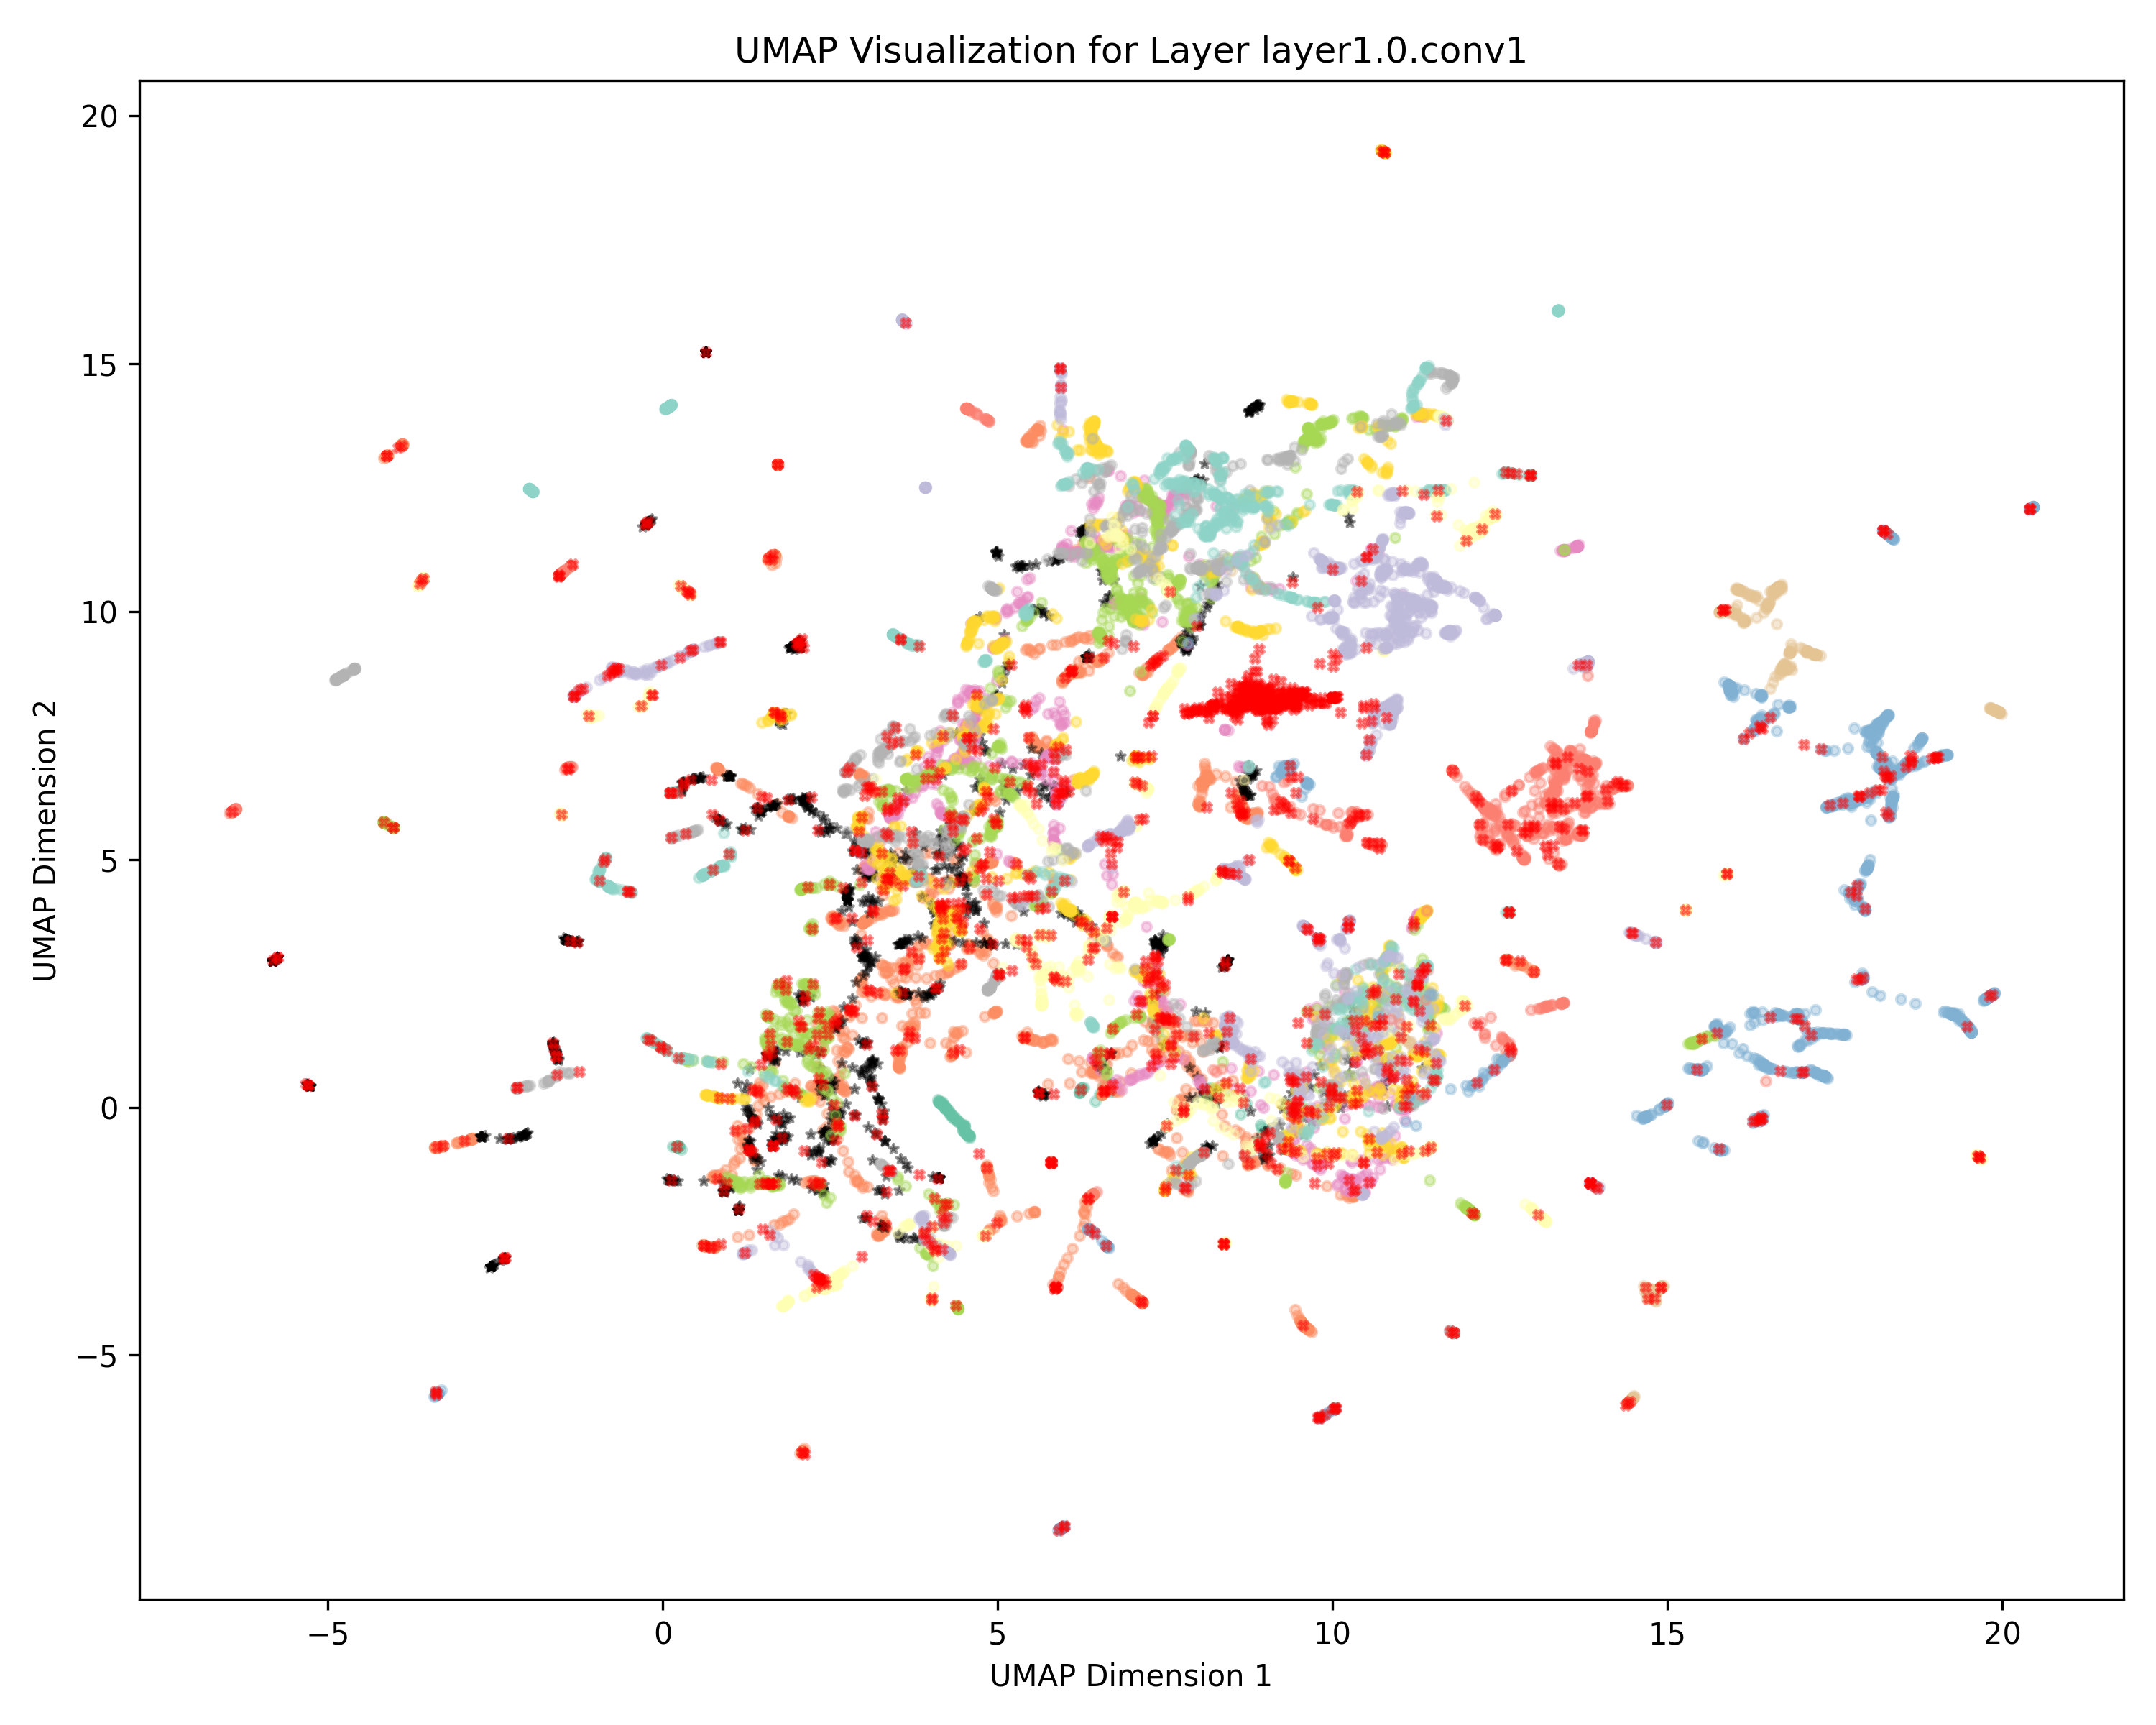 UMAP Visualization for Layer layer1.0.conv1
20
15
10
5
0
−5
UMAP Dimension 2
−5 0 5 10 15 20
UMAP Dimension 1